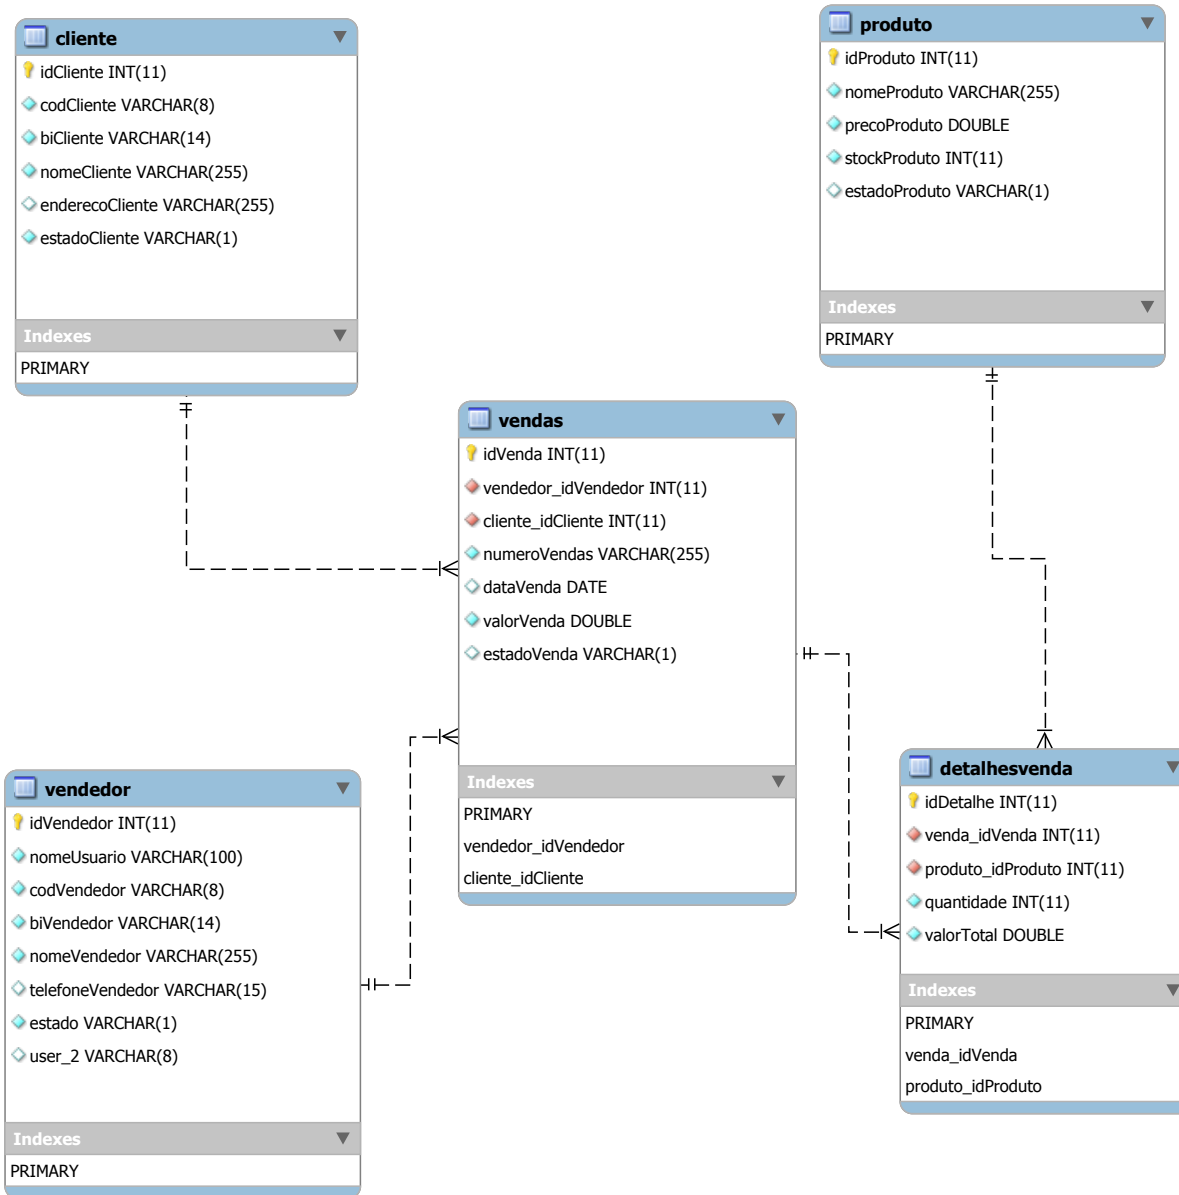 cliente
idCliente INT(11)
codCliente VARCHAR(8)
biCliente VARCHAR(14)
nomeCliente VARCHAR(255)
enderecoCliente VARCHAR(255)
estadoCliente VARCHAR(1)
Indexes
PRIMARY
produto
idProduto INT(11)
nomeProduto VARCHAR(255)
precoProduto DOUBLE
stockProduto INT(11)
estadoProduto VARCHAR(1)
Indexes
PRIMARY
vendas
idVenda INT(11)
vendedor_idVendedor INT(11)
cliente_idCliente INT(11)
numeroVendas VARCHAR(255)
dataVenda DATE
valorVenda DOUBLE
estadoVenda VARCHAR(1)
Indexes
PRIMARY
vendedor_idVendedor
cliente_idCliente
vendedor
idVendedor INT(11)
nomeUsuario VARCHAR(100)
codVendedor VARCHAR(8)
biVendedor VARCHAR(14)
nomeVendedor VARCHAR(255)
telefoneVendedor VARCHAR(15)
estado VARCHAR(1)
user_2 VARCHAR(8)
Indexes
PRIMARY
detalhesvenda
idDetalhe INT(11)
venda_idVenda INT(11)
produto_idProduto INT(11)
quantidade INT(11)
valorTotal DOUBLE
Indexes
PRIMARY
venda_idVenda
produto_idProduto